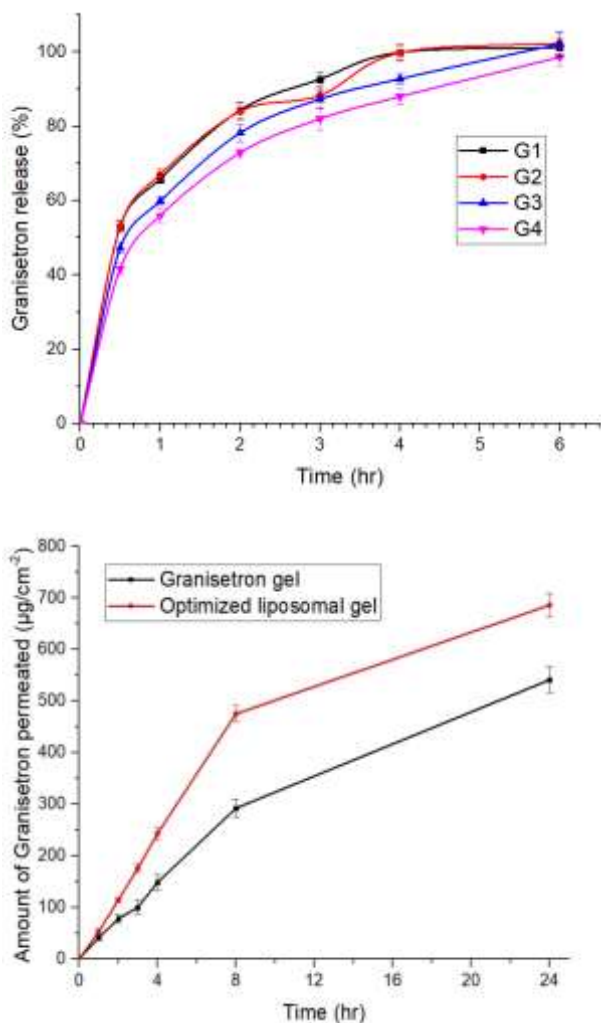 Granisetron release (%)
100
80
60
40
20
0
G1
G2
G3
G4
0 1 2 3 4 5 6
Time (hr)
Amount of Granisetron permeated (µg/cm⁻²)
800
700
600
500
400
300
200
100
0
Granisetron gel
Optimized liposomal gel
0 4 8 12 16 20 24
Time (hr)